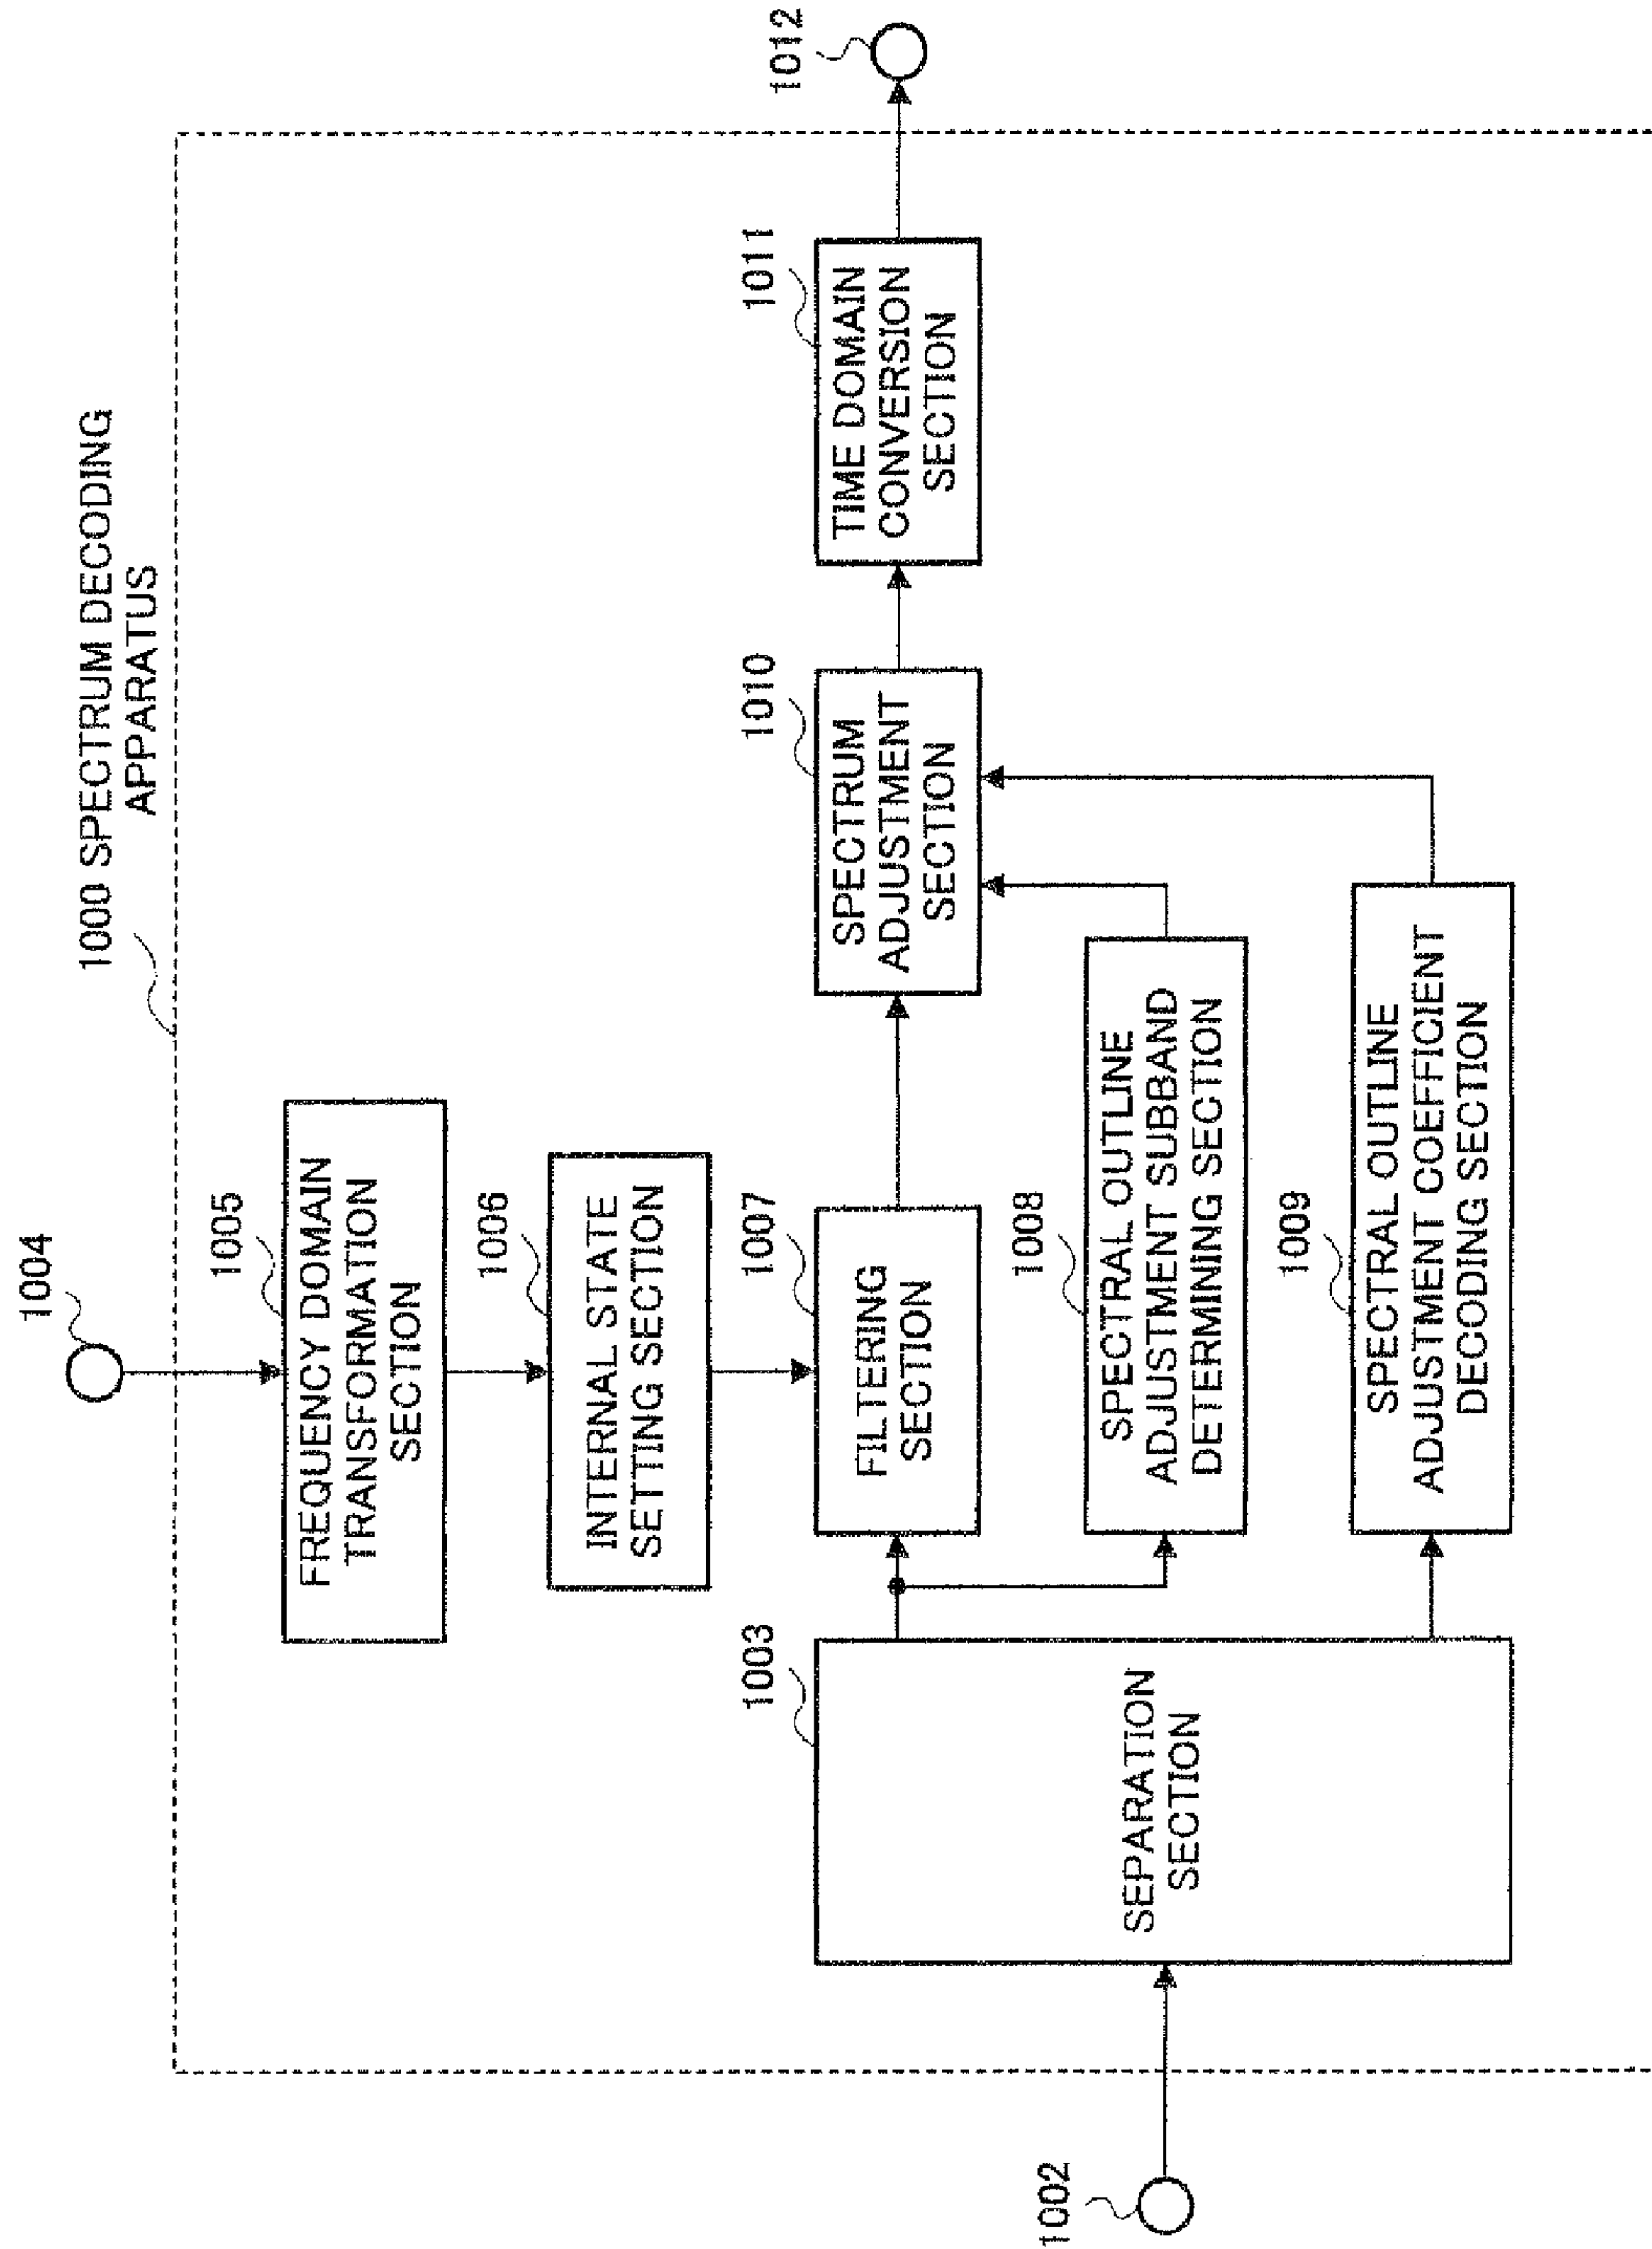 1000 SPECTRUM DECODING
APPARATUS
1004
1005
FREQUENCY DOMAIN
TRANSFORMATION
SECTION
1006
INTERNAL STATE
SETTING SECTION
1003
SEPARATION
SECTION
1007
FILTERING
SECTION
1010
SPECTRUM
ADJUSTMENT
SECTION
1011
TIME DOMAIN
CONVERSION
SECTION
1012
1002
1008
SPECTRAL OUTLINE
ADJUSTMENT SUBBAND
DETERMINING SECTION
1009
SPECTRAL OUTLINE
ADJUSTMENT COEFFICIENT
DECODING SECTION